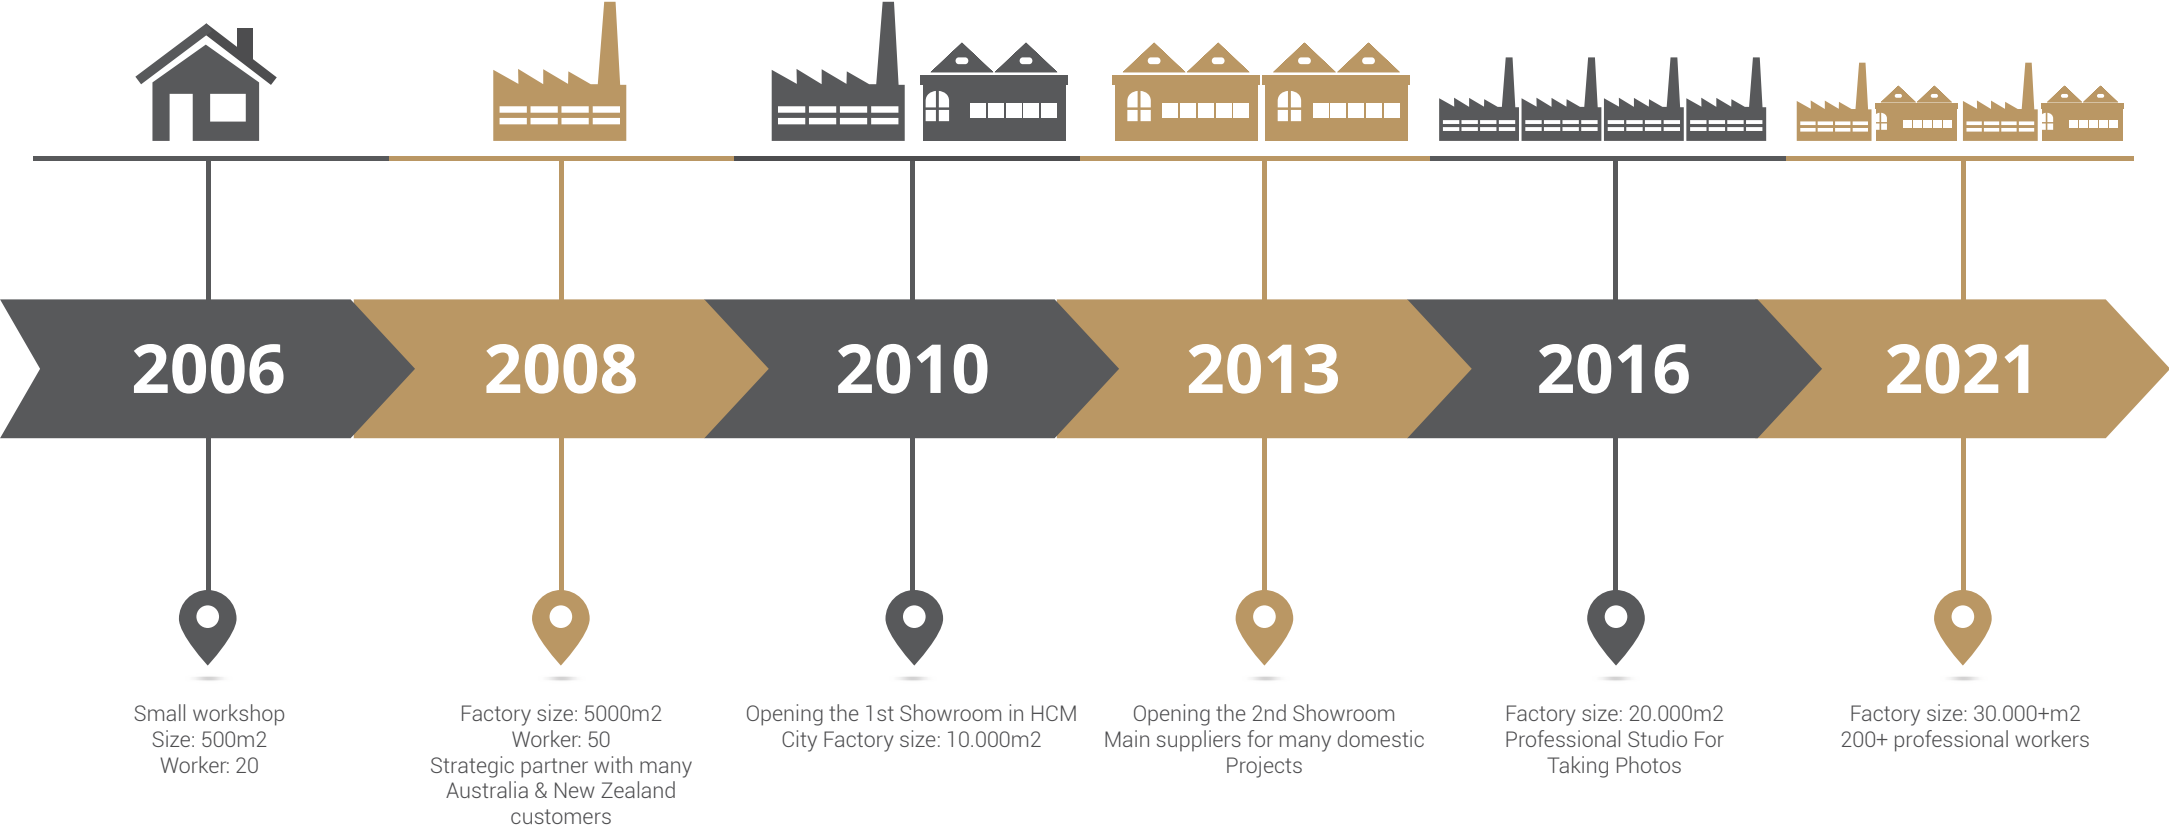 2006
2008
2010
2013
2016
2021
Small workshop
Size: 500m2
Worker: 20
Factory size: 5000m2
Worker: 50
Strategic partner with many
Australia & New Zealand
customers
Opening the 1st Showroom in HCM
City Factory size: 10.000m2
Opening the 2nd Showroom
Main suppliers for many domestic
Projects
Factory size: 20.000m2
Professional Studio For
Taking Photos
Factory size: 30.000+m2
200+ professional workers